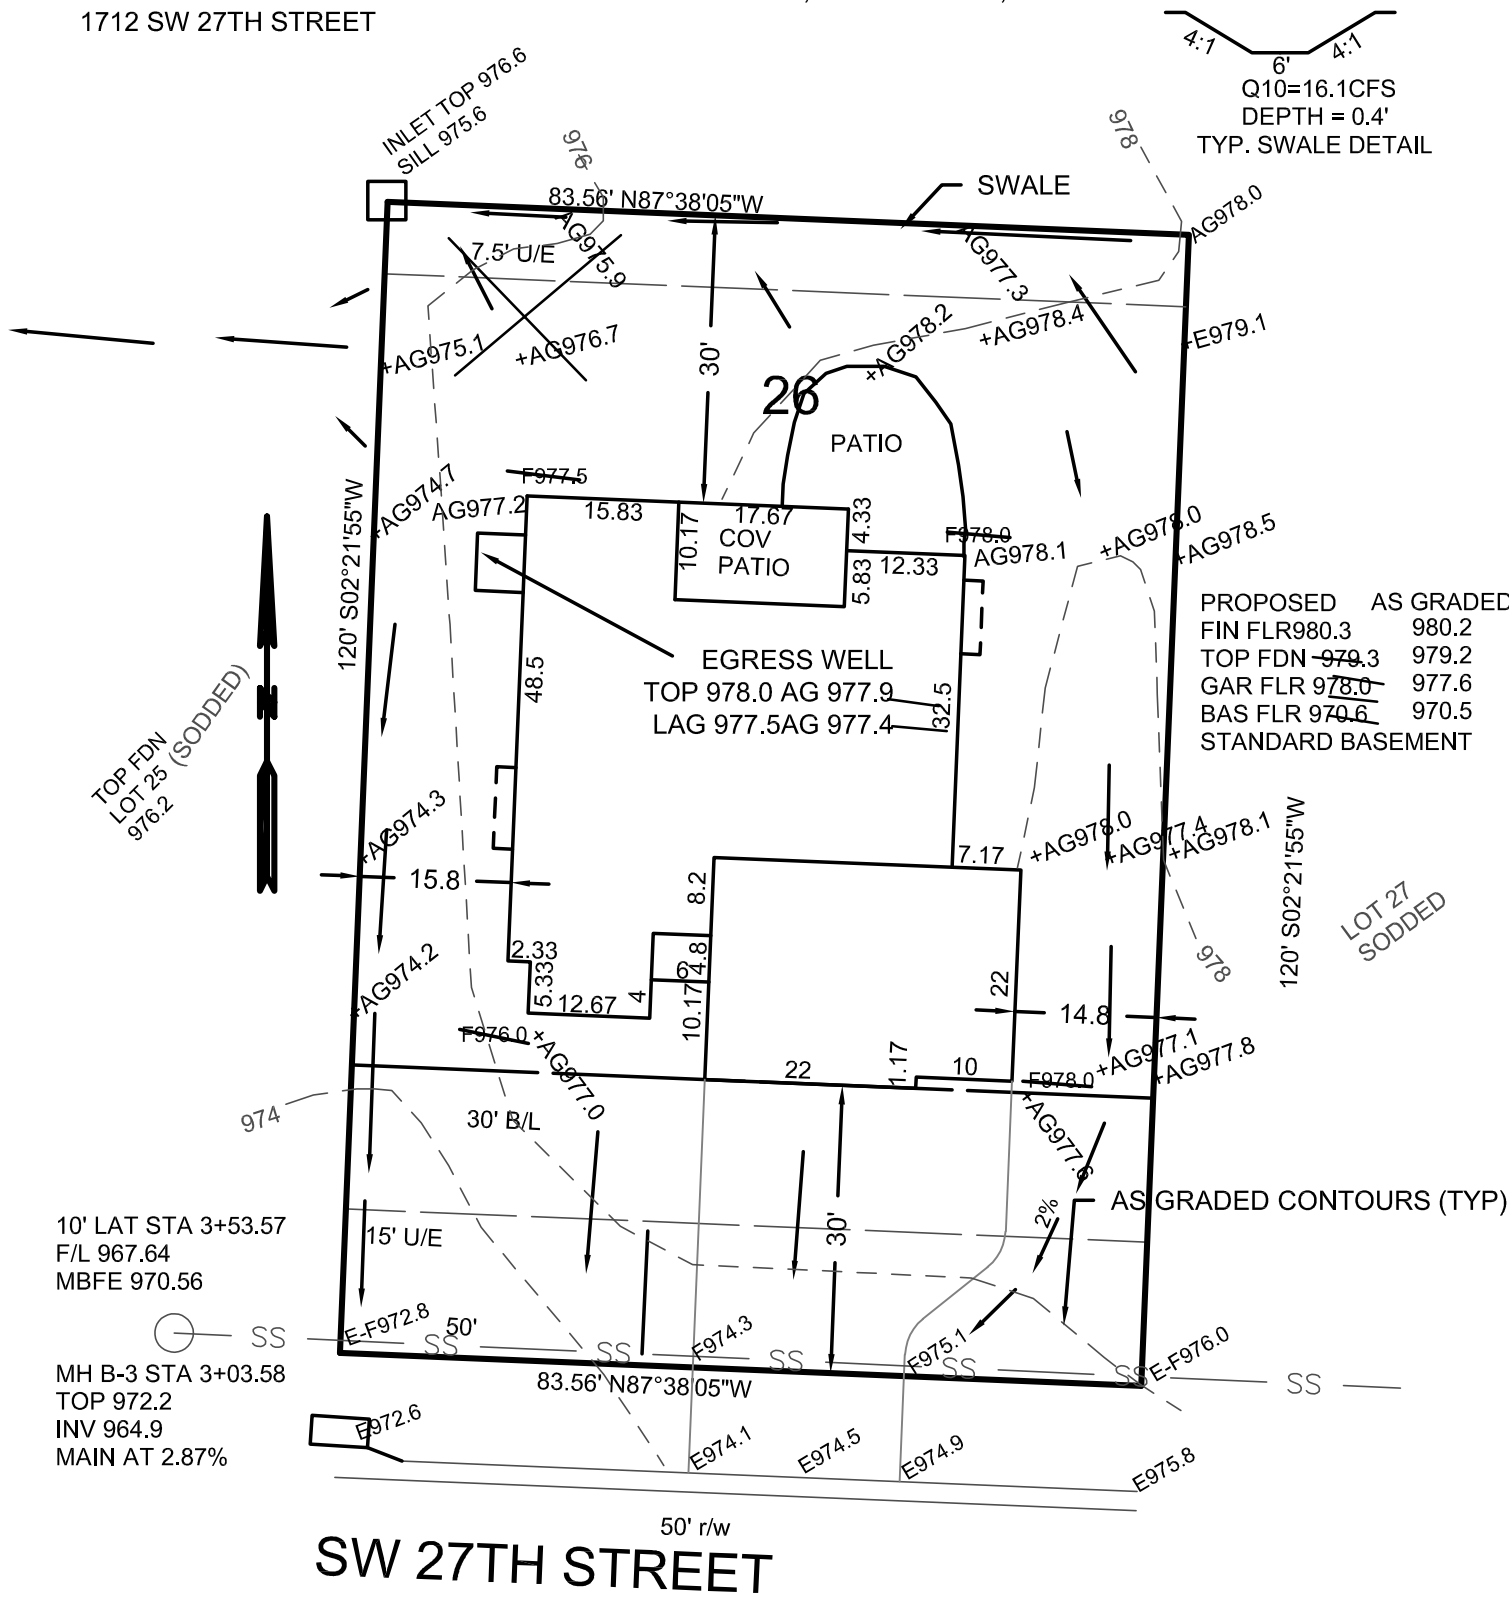 1712 SW 27TH STREET
4:1
6'
4:1
Q10=16.1CFS
DEPTH = 0.4'
TYP. SWALE DETAIL
INLET TOP 976.6
SILL 975.6
976
978
SWALE
83.56' N87°38'05"W
AG978.0
7.5' U/E
AG975.9
AG977.3
+E979.1
+AG975.1
+AG976.7
30'
+AG978.2
+AG978.4
26
PATIO
F977.5
+AG974.7
AG977.2
15.83
17.67
4.33
10.17
COV
PATIO
5.83
12.33
F978.0
AG978.1
+AG978.0
+AG978.5
120' S02°21'55"W
PROPOSED AS GRADED
FIN FLR980.3 980.2
TOP FDN 979.3 979.2
GAR FLR 978.0 977.6
BAS FLR 970.6 970.5
STANDARD BASEMENT
EGRESS WELL
TOP 978.0 AG 977.9
LAG 977.5AG 977.4
48.5
32.5
N
TOP FDN
LOT 25 (SODDED)
976.2
+AG974.3
15.8
8.2
7.17
+AG978.0
+AG977.4
+AG978.1
120' S02°21'55"W
LOT 27
SODDED
978
+AG974.2
2.33
5.33
12.67
4
6
4.8
10.17
22
14.8
F976.0
+AG977.0
22
1.17
10
F978.0
+AG977.1
+AG977.8
+AG977.6
974
30' B/L
30'
2%
AS GRADED CONTOURS (TYP)
10' LAT STA 3+53.57
F/L 967.64
MBFE 970.56
15' U/E
SS
E-F972.8
50'
SS
SS
F974.3
SS
F975.1
SS
SS
E-F976.0
SS
83.56' N87°38'05"W
MH B-3 STA 3+03.58
TOP 972.2
INV 964.9
MAIN AT 2.87%
E972.6
E974.1
E974.5
E974.9
E975.8
50' r/w
SW 27TH STREET